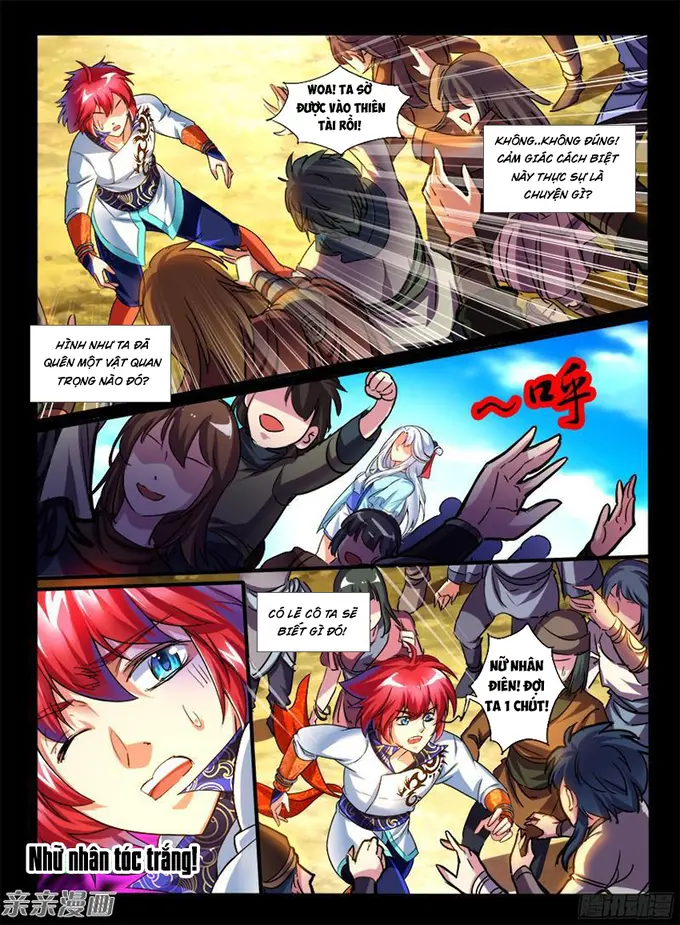 WOA! TA SỜ
ĐƯỢC VÀO THIÊN
TÀI RỒI!
KHÔNG..KHÔNG ĐÚNG!
CẢM GIÁC CÁCH BIỆT
NÀY THỰC SỰ LÀ
CHUYỆN GÌ?
HÌNH NHƯ TA ĐÃ
QUÊN MỘT VẬT QUAN
TRỌNG NÀO ĐÓ?
~呼
CÓ LẼ CÔ TA SẼ
BIẾT GÌ ĐÓ!
NỮ NHÂN
ĐIÊN! ĐỢI
TA 1 CHÚT!
Nhữ nhân tóc trắng!
亲亲漫画
腾讯动漫